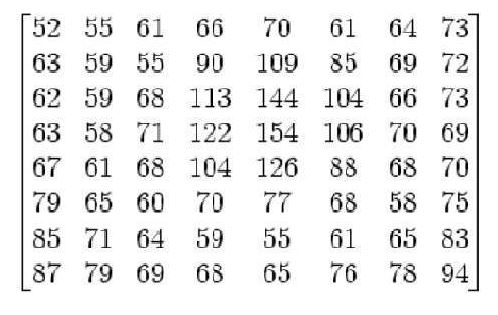 52 55 61 66 70 61 64 73
63 59 55 90 109 85 69 72
62 59 68 113 144 104 66 73
63 58 71 122 154 106 70 69
67 61 68 104 126 88 68 70
79 65 60 70 77 68 58 75
85 71 64 59 55 61 65 83
87 79 69 68 65 76 78 94